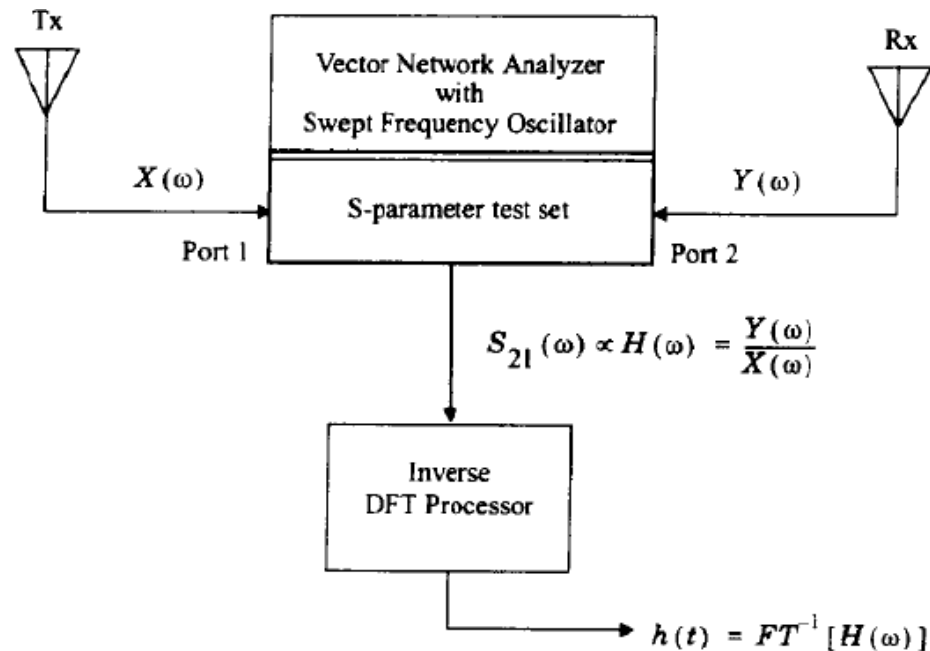 Tx
Rx
Vector Network Analyzer
with
Swept Frequency Oscillator
X(ω)
Y(ω)
S-parameter test set
Port 1
Port 2
S₂₁(ω) ∝ H(ω) = Y(ω)/X(ω)
Inverse
DFT Processor
h(t) = FT⁻¹[H(ω)]